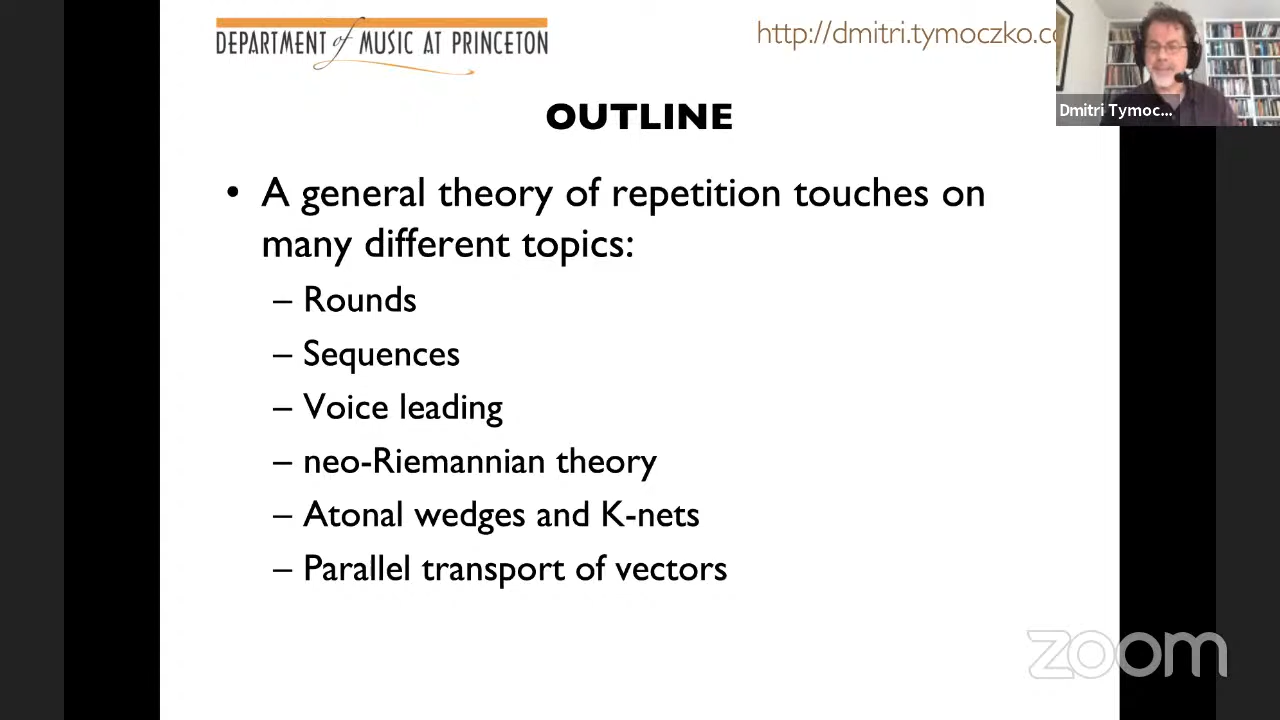 DEPARTMENT of MUSIC AT PRINCETON
http://dmitri.tymoczko.co
Dmitri Tymoc...
OUTLINE
• A general theory of repetition touches on
many different topics:
– Rounds
– Sequences
– Voice leading
– neo-Riemannian theory
– Atonal wedges and K-nets
– Parallel transport of vectors
zoom